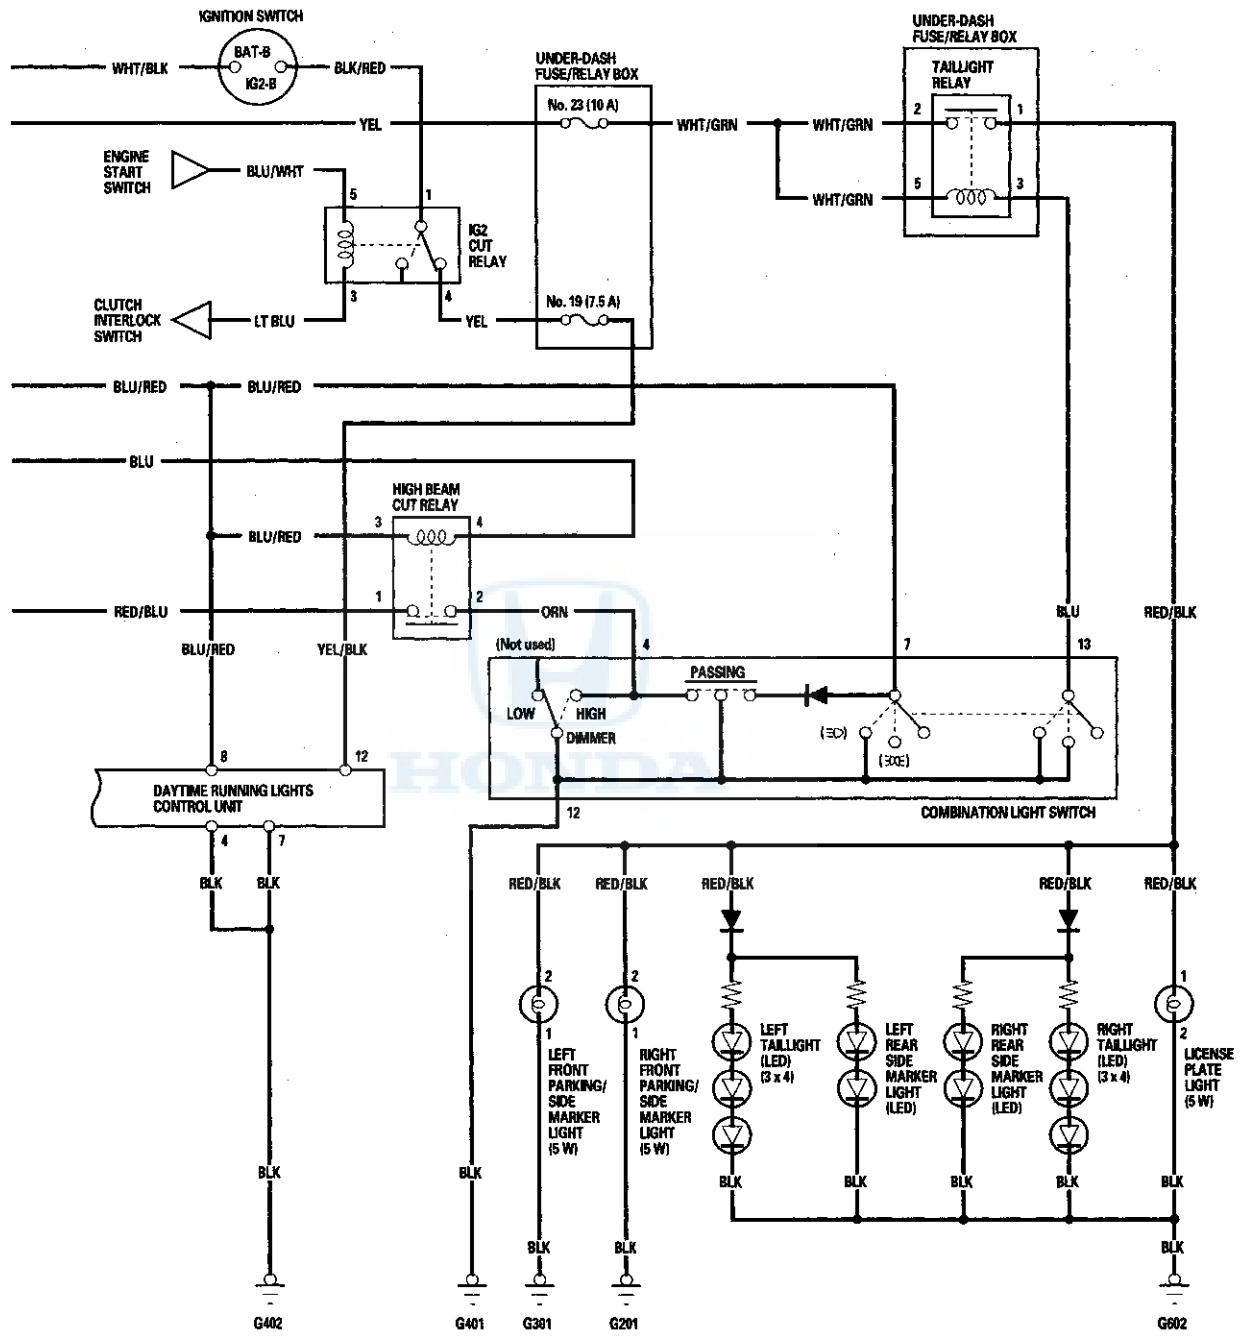 IGNITION SWITCH
BAT-B
IG2-B
WHT/BLK
BLK/RED
UNDER-DASH
FUSE/RELAY BOX
No. 23 (10 A)
UNDER-DASH
FUSE/RELAY BOX
TAILLIGHT
RELAY
2
1
YEL
WHT/GRN
WHT/GRN
ENGINE
START
SWITCH
BLU/WHT
5
1
5
3
WHT/GRN
IG2
CUT
RELAY
3
4
CLUTCH
INTERLOCK
SWITCH
LT BLU
YEL
No. 19 (7.5 A)
BLU/RED
BLU/RED
BLU
HIGH BEAM
CUT RELAY
3
4
BLU/RED
1
2
RED/BLU
ORN
BLU
RED/BLK
BLU/RED
YEL/BLK
(Not used)
4
7
13
PASSING
LOW
HIGH
DIMMER
HONDA
8
12
DAYTIME RUNNING LIGHTS
CONTROL UNIT
12
COMBINATION LIGHT SWITCH
4
7
BLK
BLK
RED/BLK
RED/BLK
RED/BLK
RED/BLK
RED/BLK
2
2
1
1
1
2
LEFT
FRONT
PARKING/
SIDE
MARKER
LIGHT
(5 W)
RIGHT
FRONT
PARKING/
SIDE
MARKER
LIGHT
(5 W)
LEFT
TAILLIGHT
(LED)
(3 x 4)
LEFT
REAR
SIDE
MARKER
LIGHT
(LED)
RIGHT
REAR
SIDE
MARKER
LIGHT
(LED)
RIGHT
TAILLIGHT
(LED)
(3 x 4)
LICENSE
PLATE
LIGHT
(5 W)
BLK
BLK
BLK
BLK
BLK
BLK
BLK
BLK
BLK
BLK
G402
G401
G301
G201
G602